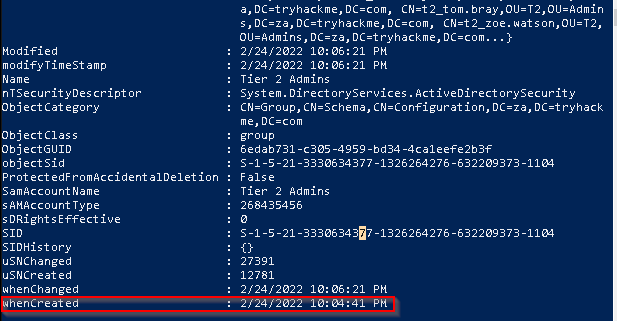 a,DC=tryhackme,DC=com, CN=t2_tom.bray,OU=T2,OU=Admin
s,DC=za,DC=tryhackme,DC=com, CN=t2_zoe.watson,OU=T2,
OU=Admins,DC=za,DC=tryhackme,DC=com...}
Modified : 2/24/2022 10:06:21 PM
modifyTimeStamp : 2/24/2022 10:06:21 PM
Name : Tier 2 Admins
nTSecurityDescriptor : System.DirectoryServices.ActiveDirectorySecurity
ObjectCategory : CN=Group,CN=Schema,CN=Configuration,DC=za,DC=tryhack
me,DC=com
ObjectClass : group
ObjectGUID : 6edab731-c305-4959-bd34-4ca1eefe2b3f
objectSid : S-1-5-21-3330634377-1326264276-632209373-1104
ProtectedFromAccidentalDeletion : False
SamAccountName : Tier 2 Admins
sAMAccountType : 268435456
sDRightsEffective : 0
SID : S-1-5-21-3330634377-1326264276-632209373-1104
SIDHistory : {}
uSNChanged : 27391
uSNCreated : 12781
whenChanged : 2/24/2022 10:06:21 PM
whenCreated : 2/24/2022 10:04:41 PM